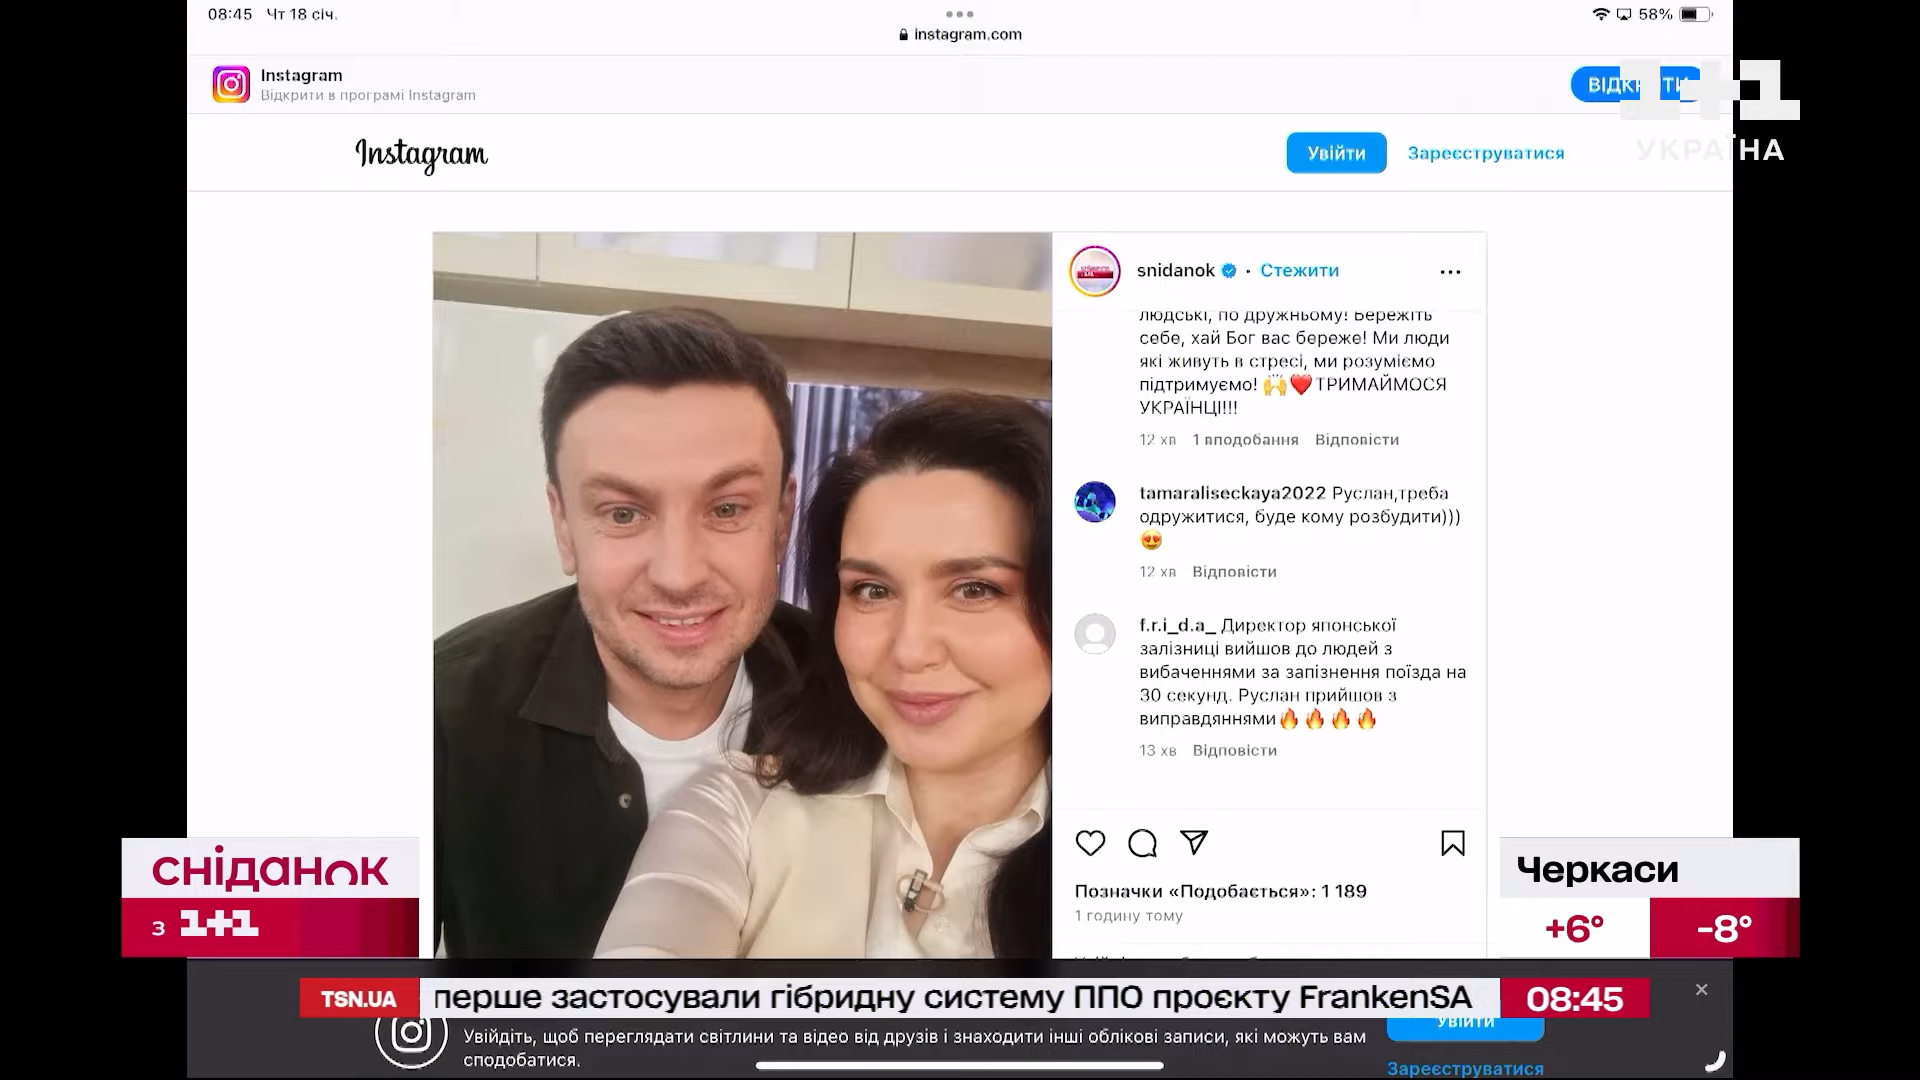 08:45 Чт 18 січ.
58%
instagram.com
Instagram
Відкрити в програмі Instagram
1+1
УКРАЇНА
Instagram
Увійти
Зареєструватися
snidanok • Стежити
людські, по дружньому! Бережіть
себе, хай Бог вас береже! Ми люди
які живуть в стресі, ми розуміємо
підтримуємо! 🙌❤️ТРИМАЙМОСЯ
УКРАЇНЦІ!!!
12 хв 1 вподобання Відповісти
tamaraliseckaya2022 Руслан,треба
одружитися, буде кому розбудити)))
😍
12 хв Відповісти
f.r.i_d.a_ Директор японської
залізниці вийшов до людей з
вибаченнями за запізнення поїзда на
30 секунд. Руслан прийшов з
виправдяннями🔥🔥🔥🔥
13 хв Відповісти
Позначки «Подобається»: 1 189
1 годину тому
сніданок
з 1+1
Черкаси
+6° -8°
TSN.UA перше застосували гібридну систему ППО проєкту FrankenSA 08:45
Увійдіть, щоб переглядати світлини та відео від друзів і знаходити інші облікові записи, які можуть вам
сподобатися.
Увійти
Зареєструватися